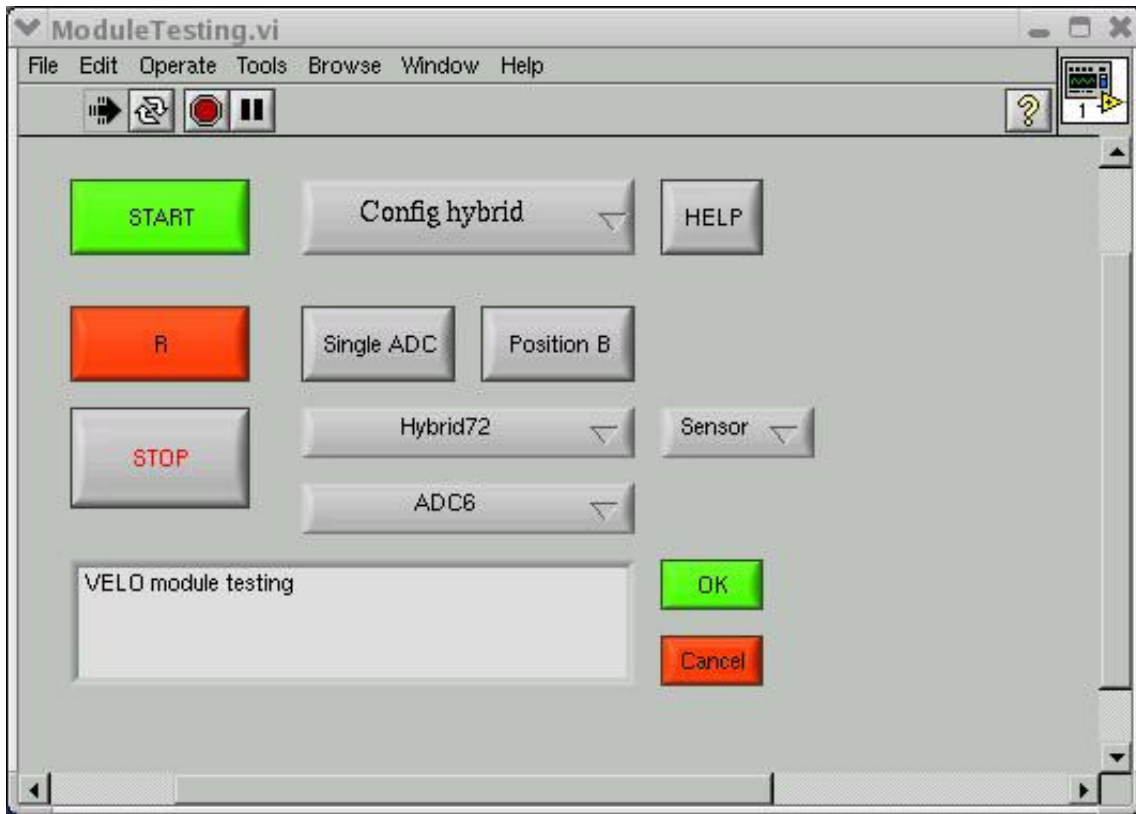 ModuleTesting.vi
File Edit Operate Tools Browse Window Help
?
1
START Config hybrid HELP
R Single ADC Position B
STOP Hybrid72 Sensor
ADC6
VELO module testing OK
Cancel